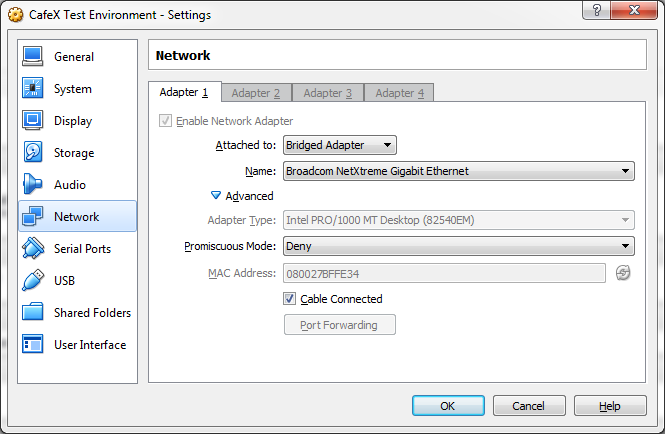 CafeX Test Environment - Settings
General
System
Display
Storage
Audio
Network
Serial Ports
USB
Shared Folders
User Interface
Network
Adapter 1 Adapter 2 Adapter 3 Adapter 4
Enable Network Adapter
Attached to: Bridged Adapter
Name: Broadcom NetXtreme Gigabit Ethernet
Advanced
Adapter Type: Intel PRO/1000 MT Desktop (82540EM)
Promiscuous Mode: Deny
MAC Address: 080027BFFE34
Cable Connected
Port Forwarding
OK Cancel Help